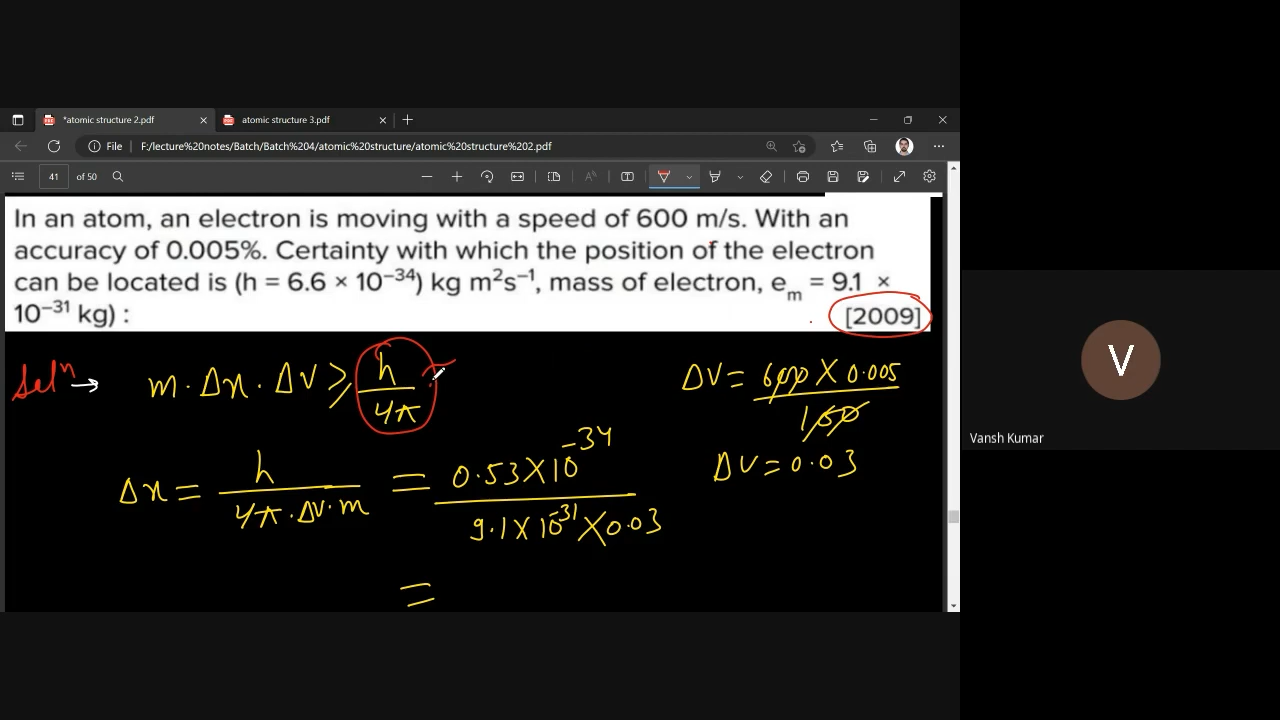 *atomic structure 2.pdf
atomic structure 3.pdf
File
F:/lecture%20notes/Batch/Batch%204/atomic%20structure/atomic%20structure%202.pdf
41 of 50
In an atom, an electron is moving with a speed of 600 m/s. With an
accuracy of 0.005%. Certainty with which the position of the electron
can be located is (h = 6.6 × 10⁻³⁴) kg m²s⁻¹, mass of electron, eₘ = 9.1 ×
10⁻³¹ kg) :
[2009]
Solⁿ → m · Δx · ΔV ≥ h/4π
ΔV = 600 × 0.005 / 100
ΔV = 0.03
Δx = h / 4π · ΔV · m = 0.53 × 10⁻³⁴ / 9.1 × 10⁻³¹ × 0.03
=
V
Vansh Kumar